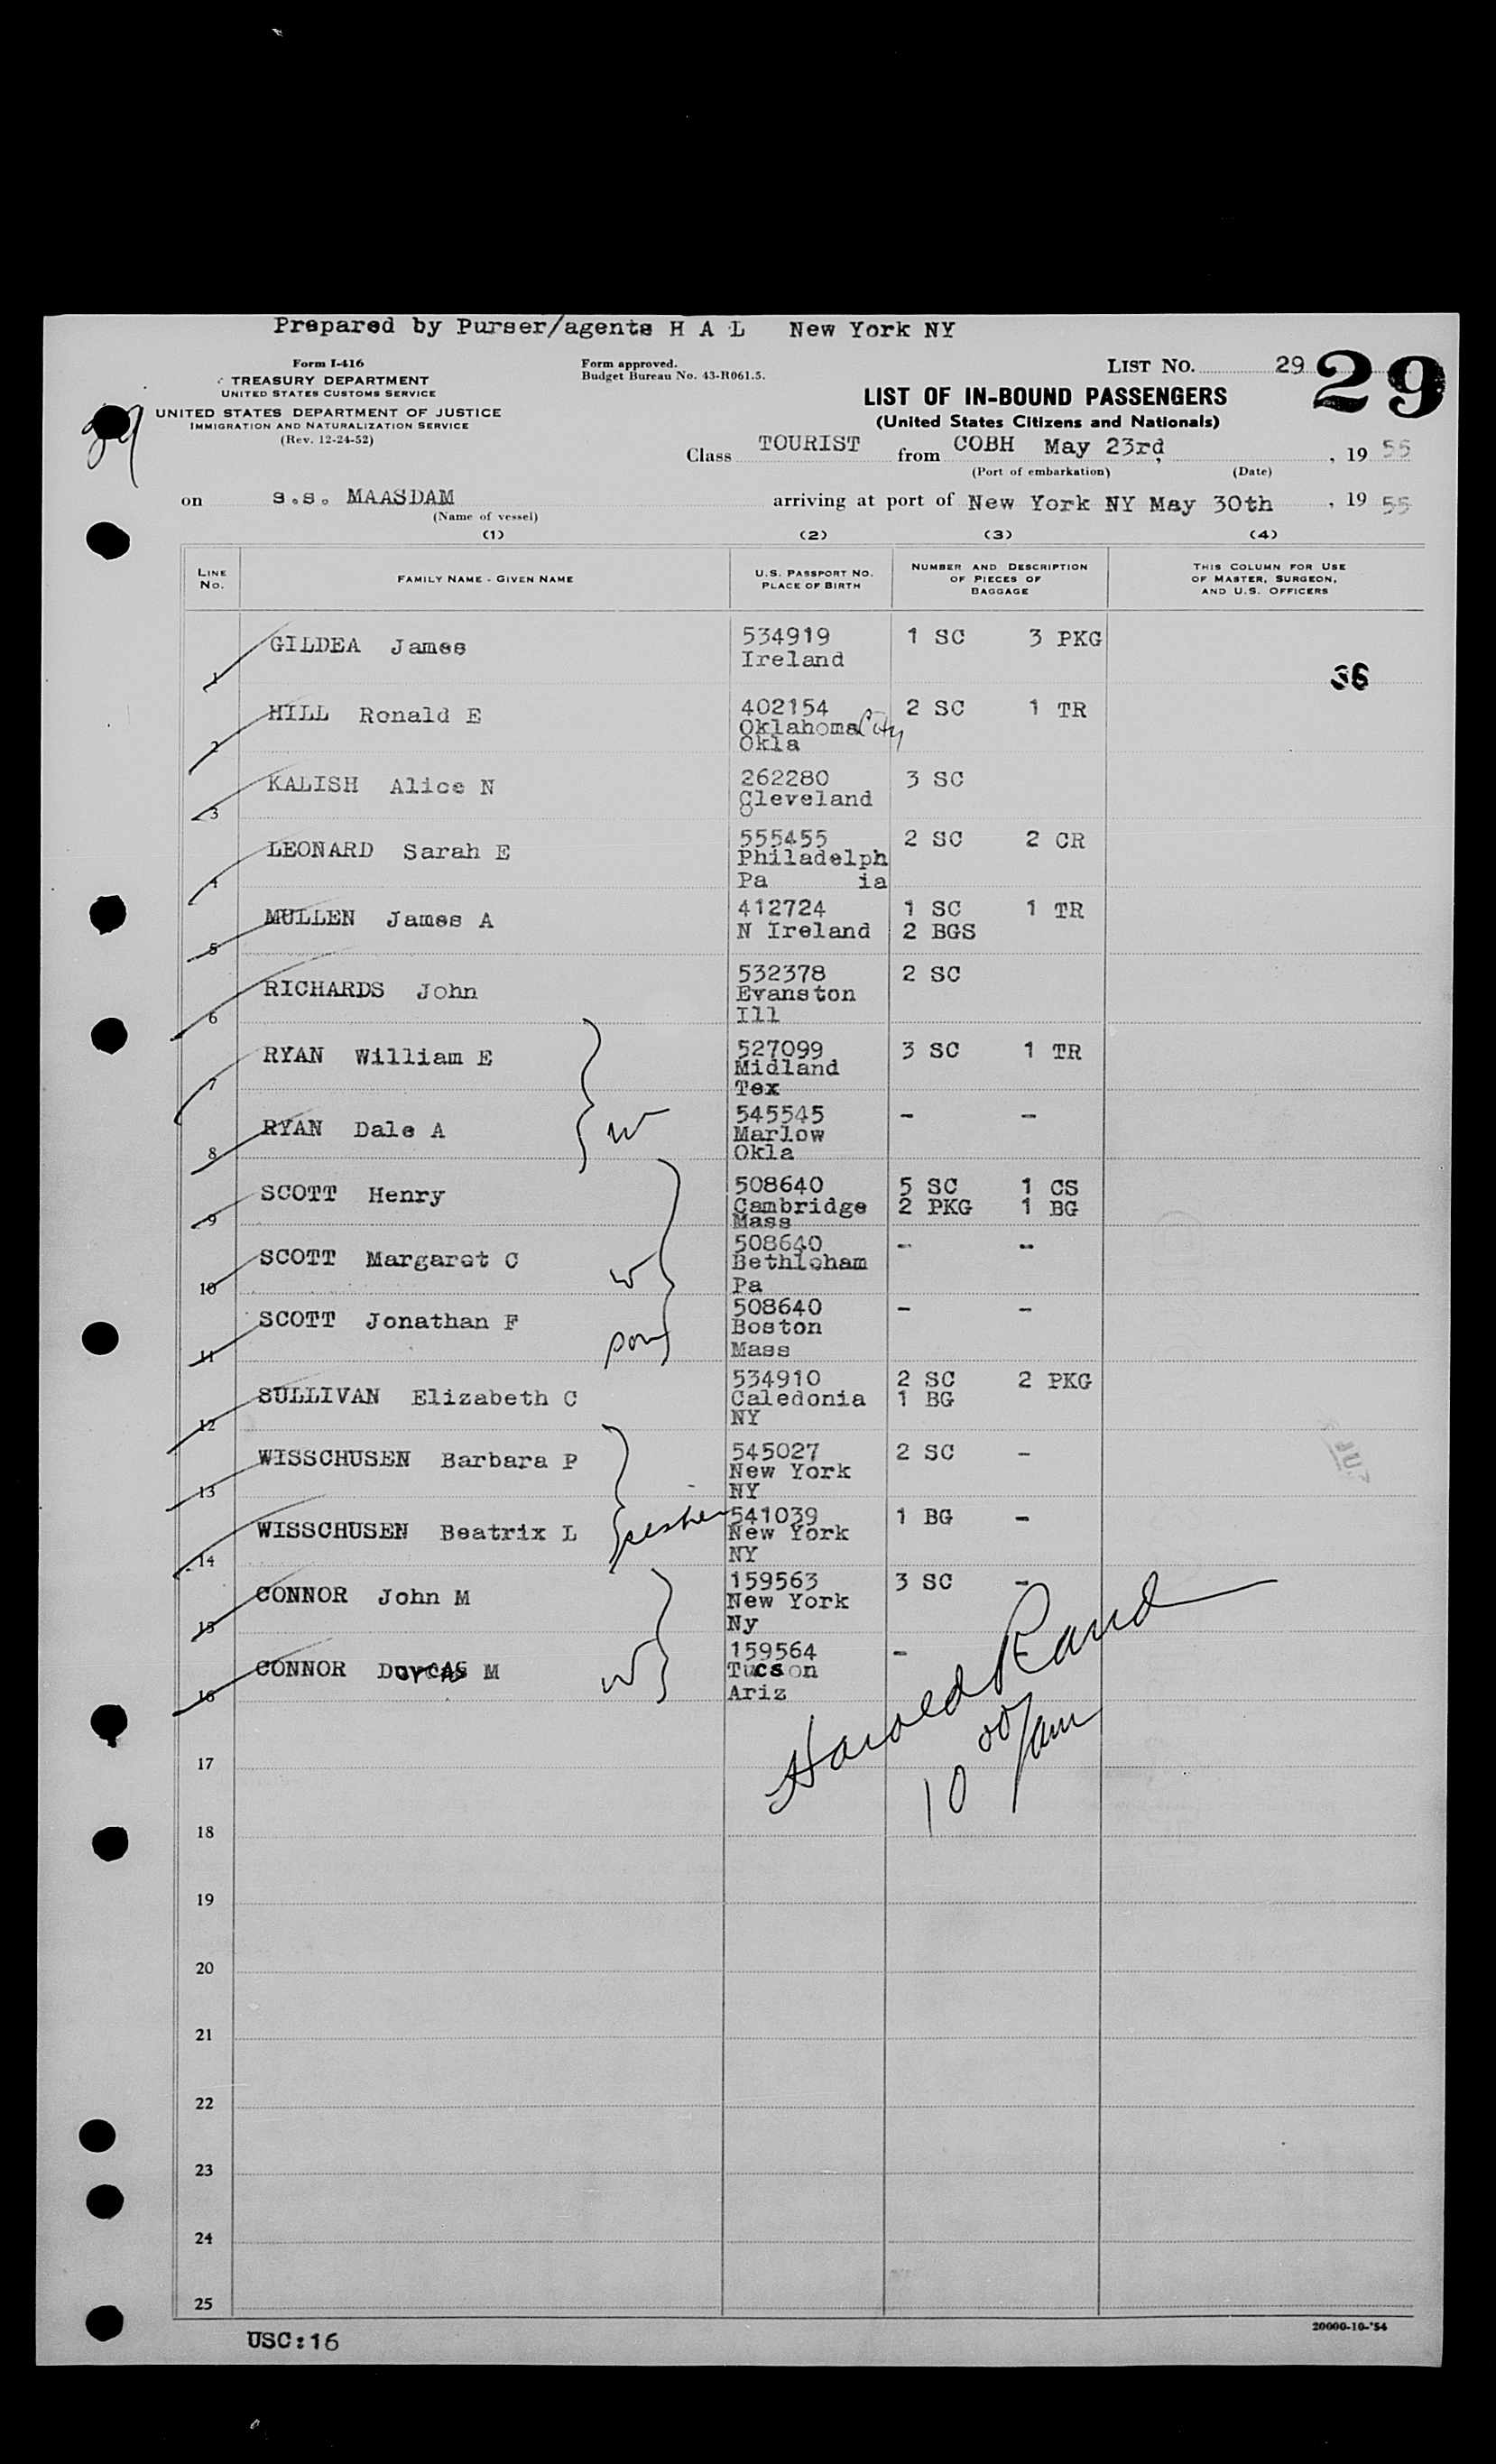 Prepared by Purser/agents H A L New York NY
Form I-416
TREASURY DEPARTMENT
UNITED STATES CUSTOMS SERVICE
UNITED STATES DEPARTMENT OF JUSTICE
IMMIGRATION AND NATURALIZATION SERVICE
(Rev. 12-24-52)
Form approved.
Budget Bureau No. 43-R061.5.
LIST NO. 29
29
29
LIST OF IN-BOUND PASSENGERS
(United States Citizens and Nationals)
Class TOURIST from COBH May 23rd, , 19 55
(Port of embarkation) (Date)
on s.s. MAASDAM arriving at port of New York NY May 30th , 19 55
(Name of vessel)
(1) (2) (3) (4)
LINE NO. FAMILY NAME - GIVEN NAME U.S. PASSPORT NO. PLACE OF BIRTH NUMBER AND DESCRIPTION OF PIECES OF BAGGAGE THIS COLUMN FOR USE OF MASTER, SURGEON, AND U.S. OFFICERS
1 GILDEA James 534919 1 SC 3 PKG
Ireland
36
2 HILL Ronald E 402154 2 SC 1 TR
Oklahoma City
Okla
3 KALISH Alice N 262280 3 SC
Cleveland
O
4 LEONARD Sarah E 555455 2 SC 2 CR
Philadelph
Pa ia
5 MULLEN James A 412724 1 SC 1 TR
N Ireland 2 BGS
6 RICHARDS John 532378 2 SC
Evanston
Ill
7 RYAN William E 527099 3 SC 1 TR
Midland
Tex
8 RYAN Dale A W 545545 - -
Marlow
Okla
9 SCOTT Henry 508640 5 SC 1 CS
Cambridge 2 PKG 1 BG
Mass
10 SCOTT Margaret C W 508640 - -
Bethleham
Pa
11 SCOTT Jonathan F son 508640 - -
Boston
Mass
12 SULLIVAN Elizabeth C 534910 2 SC 2 PKG
Caledonia 1 BG
NY
13 WISSCHUSEN Barbara P 545027 2 SC -
New York
NY
14 WISSCHUSEN Beatrix L sister 541039 1 BG -
New York
NY
15 CONNOR John M 159563 3 SC -
New York
Ny
16 CONNOR DorCAS M W 159564 -
Tucson
Ariz
Harold Rand
10 00/am
17
18
19
20
21
22
23
24
25
USC:16
20000-10-'54